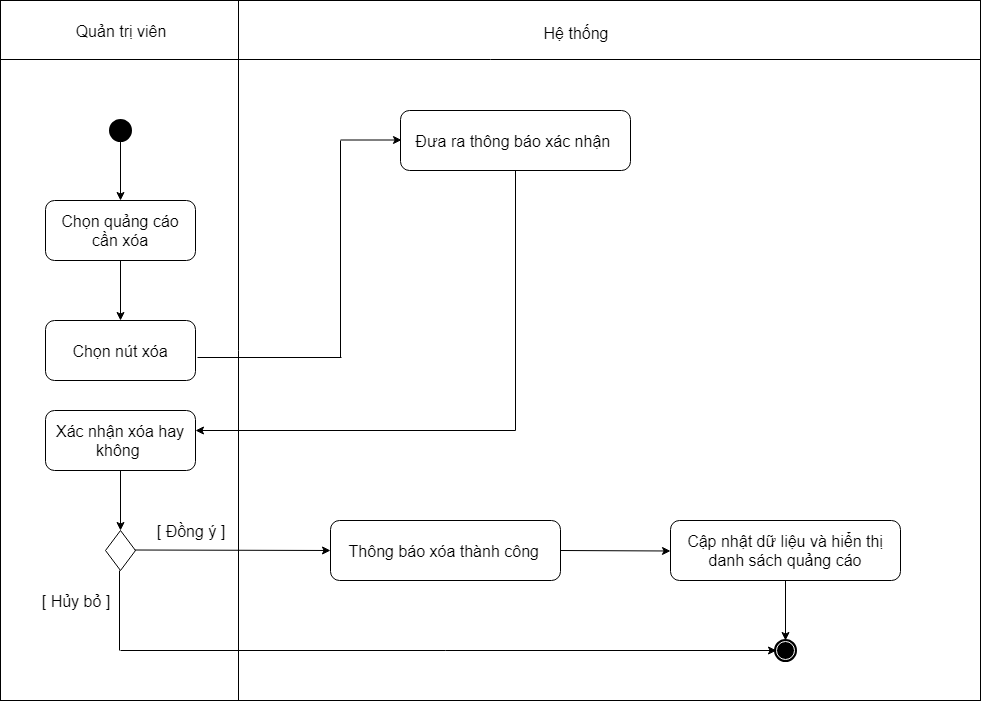 Quản trị viên
Hệ thống
Đưa ra thông báo xác nhận
Chọn quảng cáo
cần xóa
Chọn nút xóa
Xác nhận xóa hay
không
[ Đồng ý ]
Thông báo xóa thành công
Cập nhật dữ liệu và hiển thị
danh sách quảng cáo
[ Hủy bỏ ]